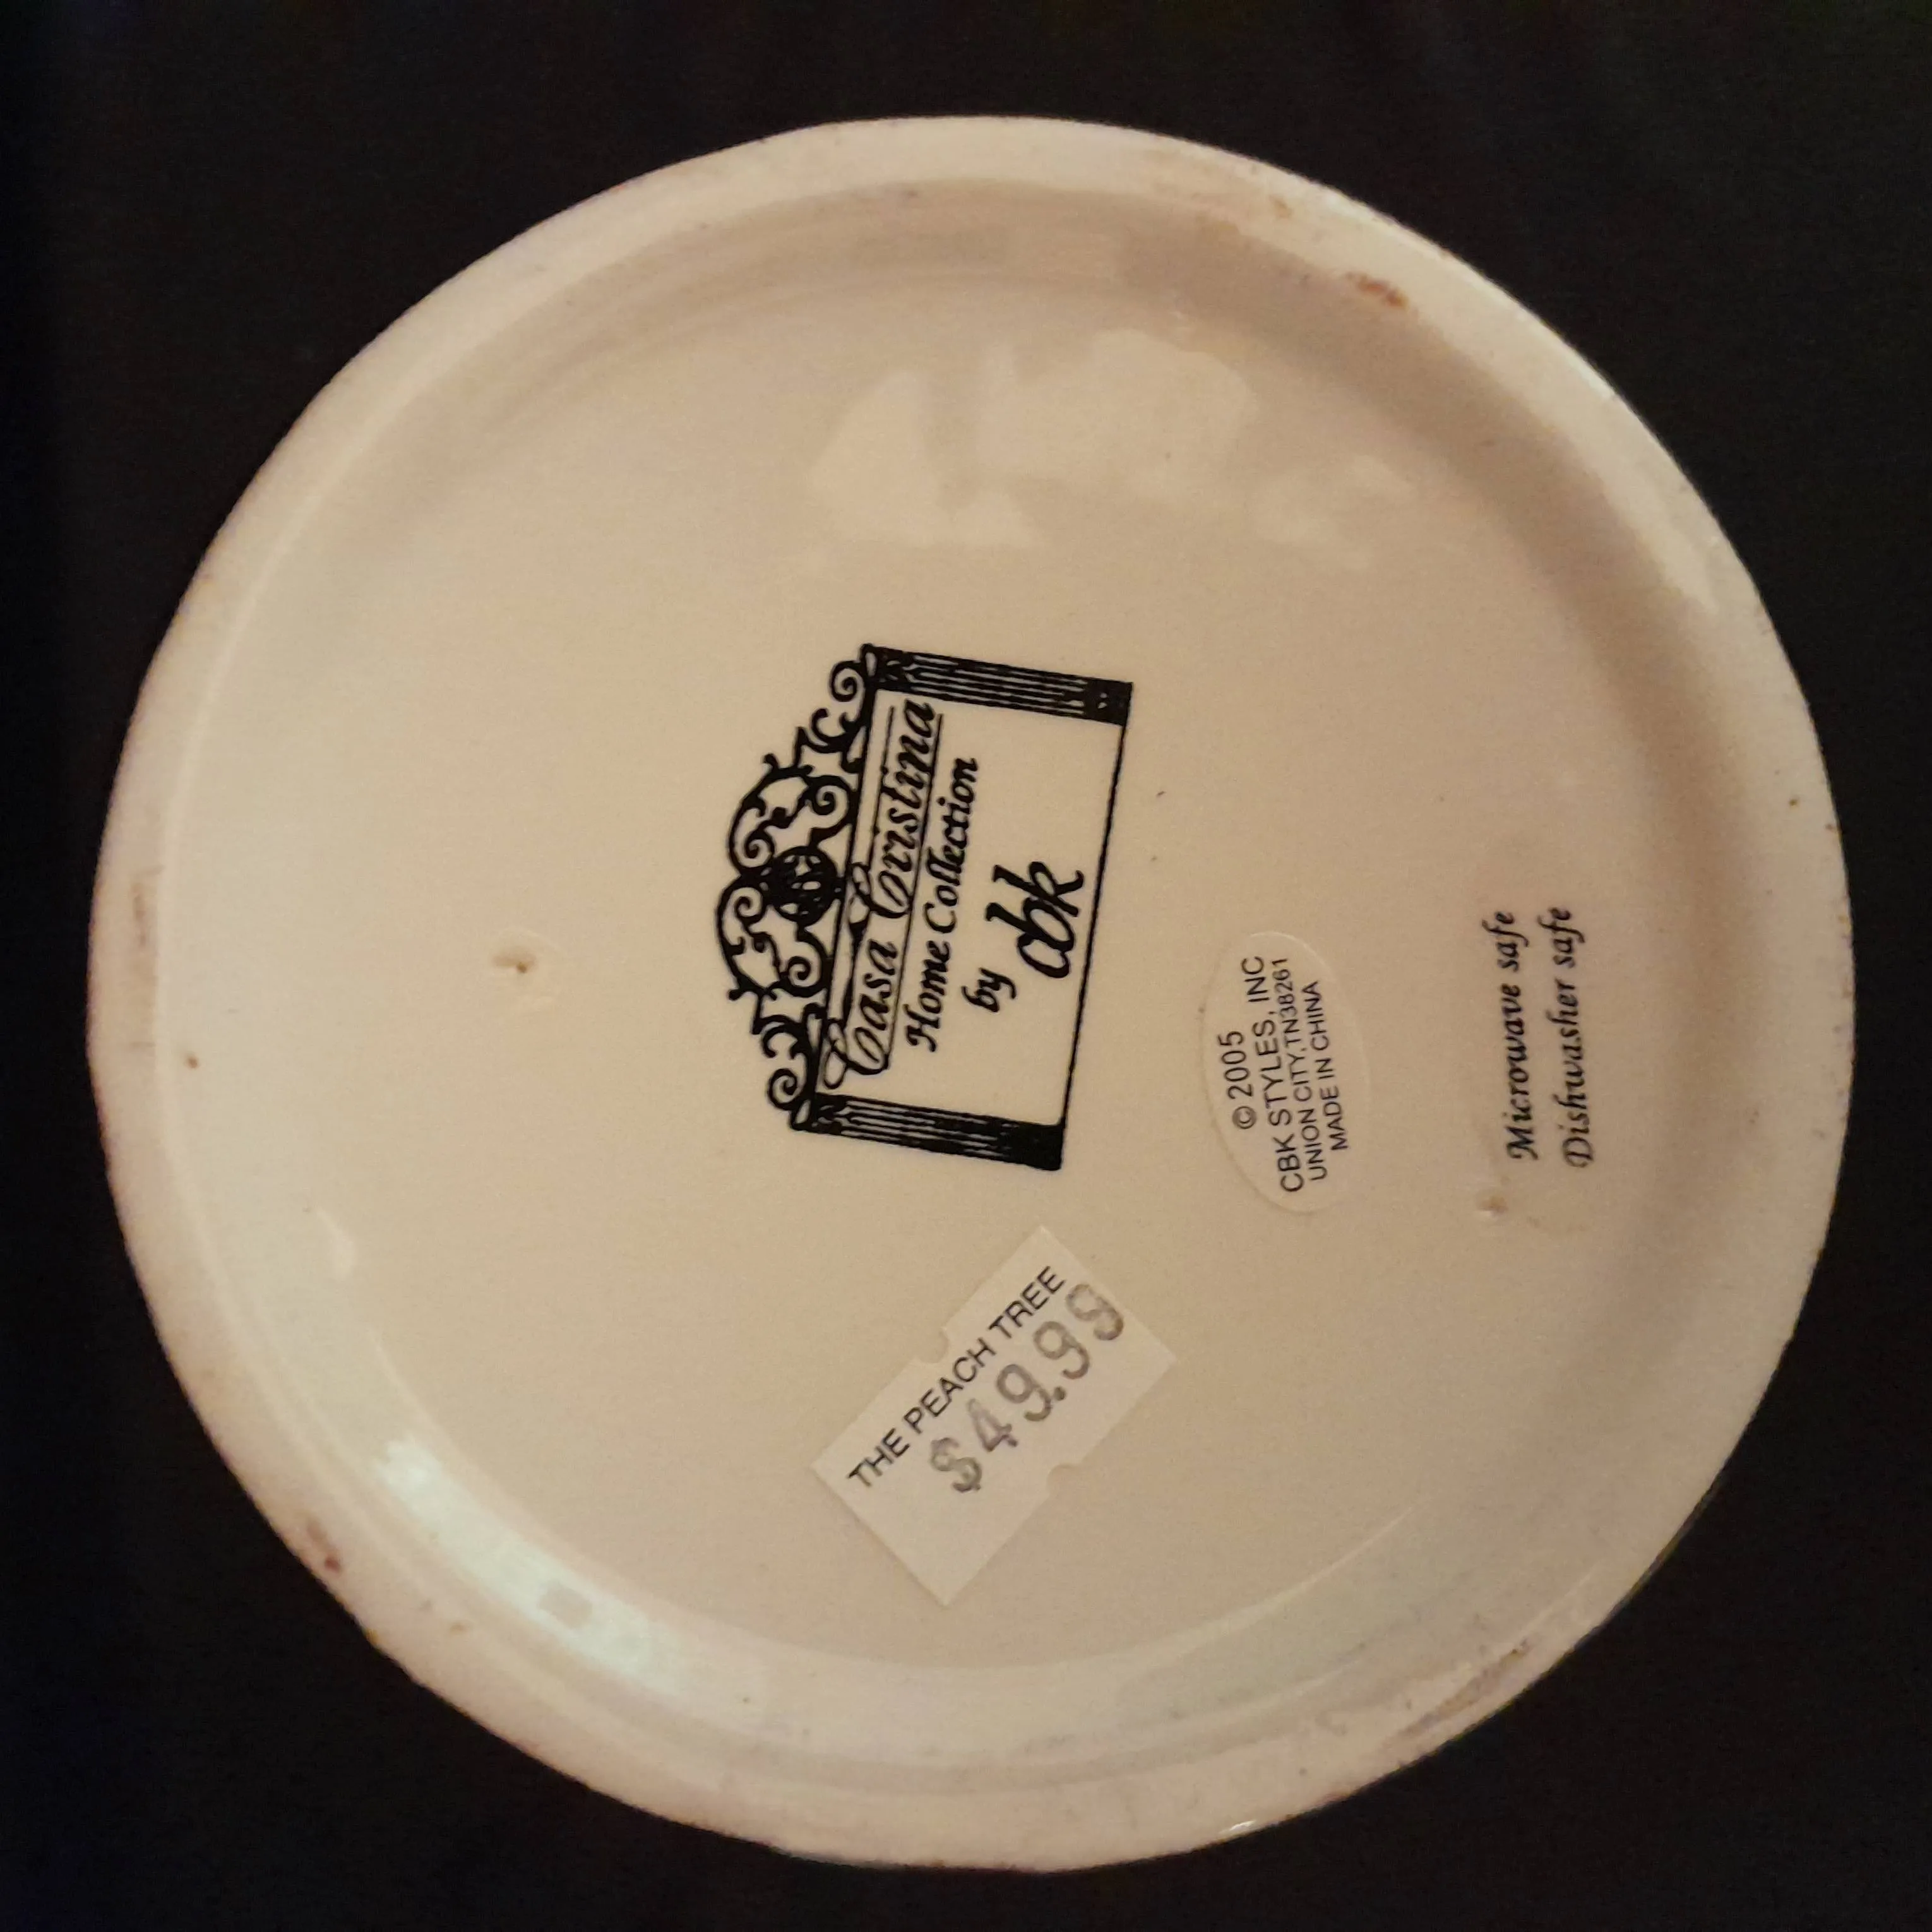 Casa Cristina
Home Collection
by
cbk
©2005
CBK STYLES, INC
UNION CITY,TN38261
MADE IN CHINA
Microwave safe
Dishwasher safe
THE PEACH TREE
$49.99